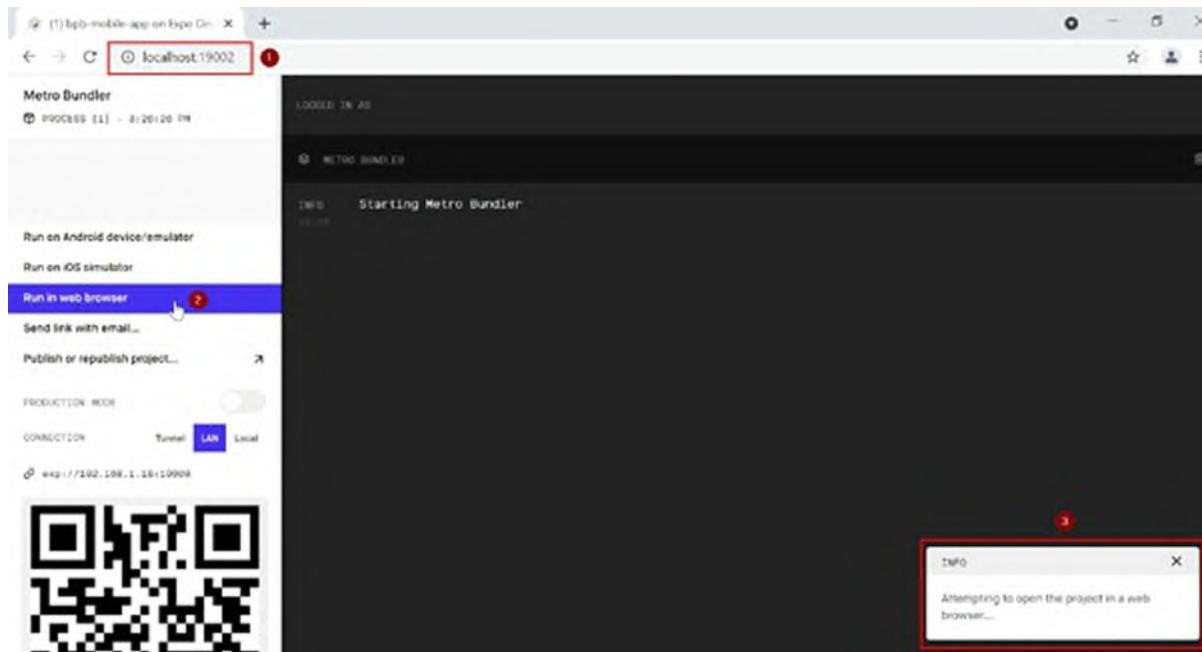 (1) bpb-mobile-app on Expo De
localhost:19002
1
Metro Bundler
PROCESS [1] - 8:20:20 PM
LOGGED IN AS
METRO BUNDLER
INFO Starting Metro Bundler
Run on Android device/emulator
Run on iOS simulator
Run in web browser
2
Send link with email...
Publish or republish project...
PRODUCTION MODE
CONNECTION Tunnel LAN Local
exp://192.168.1.18:19000
3
INFO
Attempting to open the project in a web
browser...